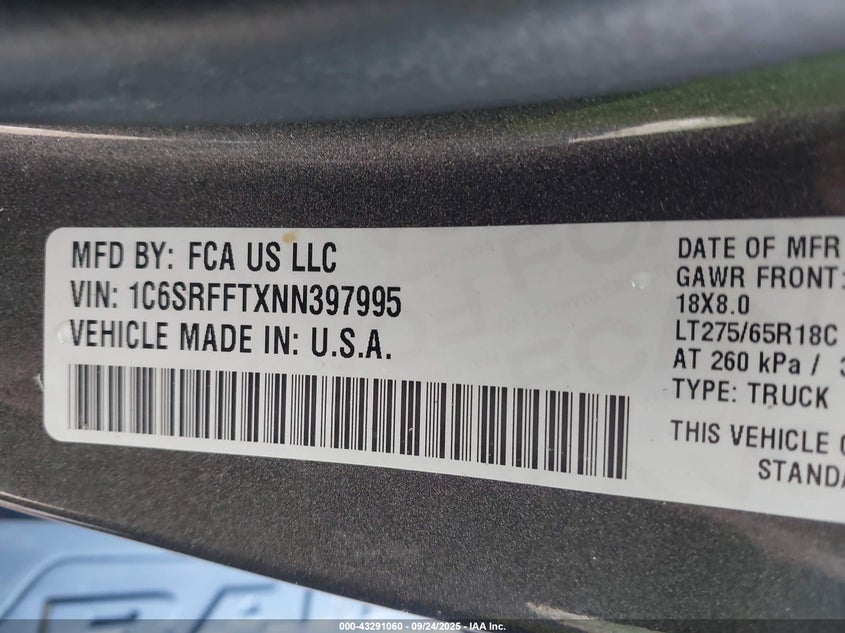 MFD BY: FCA US LLC
VIN: 1C6SRFFTXNN397995
VEHICLE MADE IN: U.S.A.
DATE OF MFR
GAWR FRONT:
18X8.0
LT275/65R18C
AT 260 kPa /
TYPE: TRUCK
THIS VEHICLE
STANDA
000-43291060 - 09/24/2025 - IAA Inc.